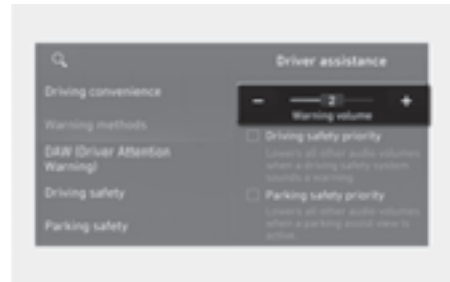 Driver assistance
Driving convenience
Warning methods
DAW (Driver Attention
Warning)
Driving safety
Parking safety
− 2 +
Warning volume
Driving safety priority
Lowers all other audio volumes
when a driving safety system
sounds a warning
Parking safety priority
Lowers all other audio volumes
when a parking assist view is
active